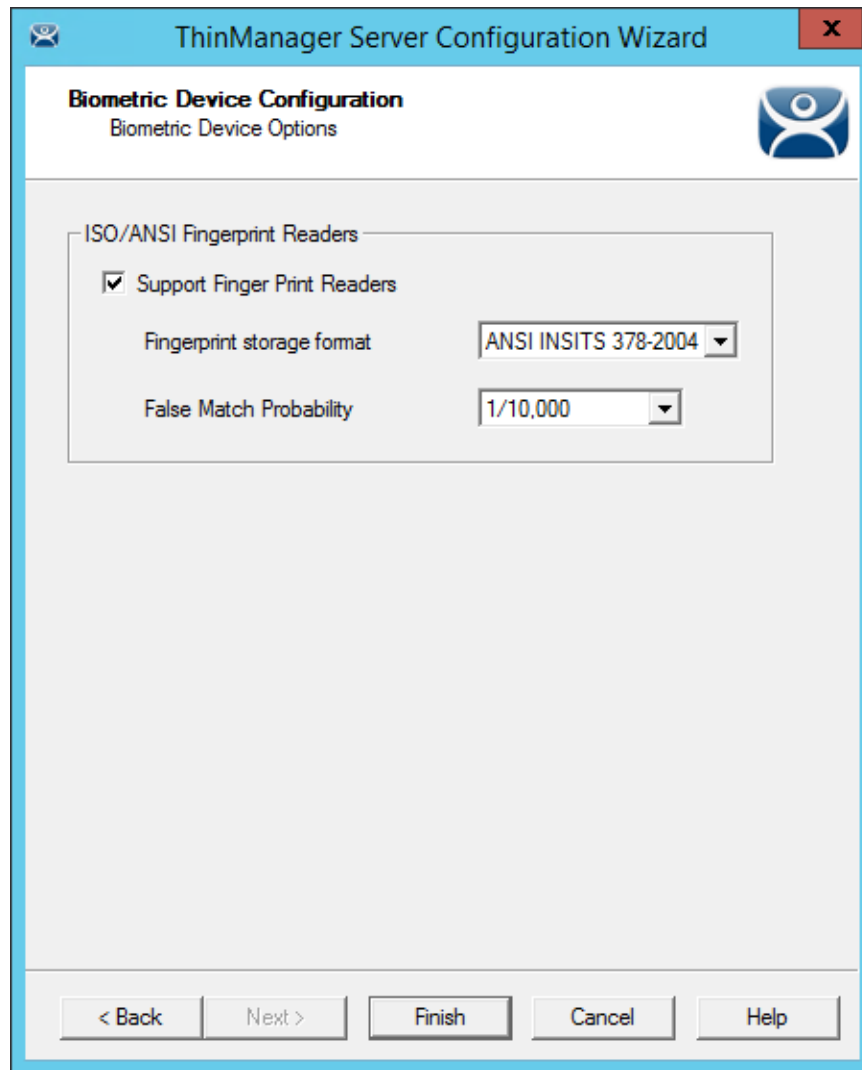 ThinManager Server Configuration Wizard
x
Biometric Device Configuration
Biometric Device Options
ISO/ANSI Fingerprint Readers
Support Finger Print Readers
Fingerprint storage format ANSI INSITS 378-2004
False Match Probability 1/10,000
< Back Next > Finish Cancel Help